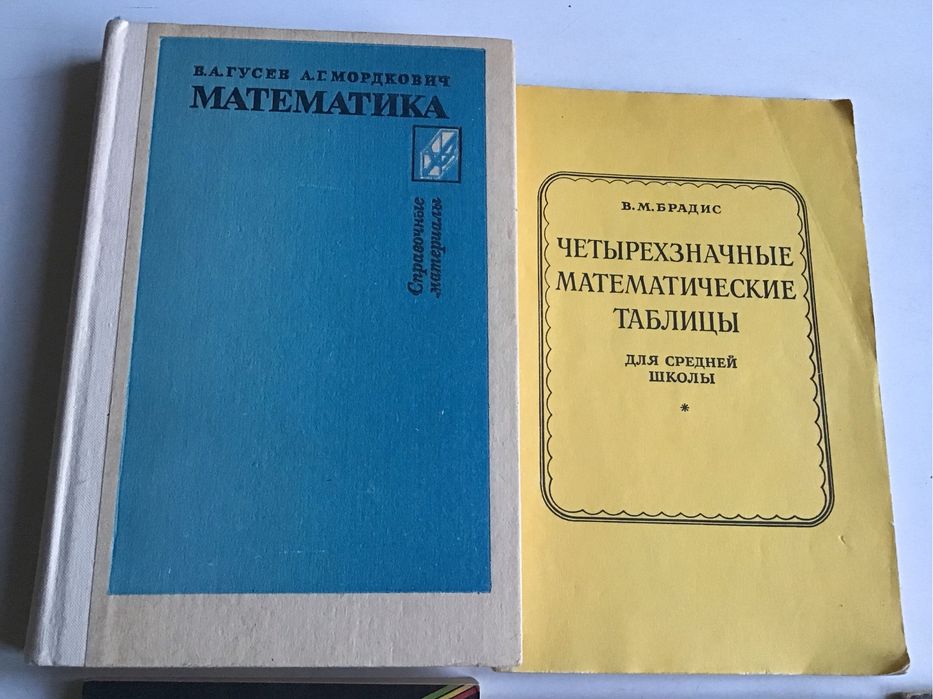 В.А.ГУСЕВ А.Г.МОРДКОВИЧ
МАТЕМАТИКА
Справочные
материалы
В.М.БРАДИС
ЧЕТЫРЕХЗНАЧНЫЕ
МАТЕМАТИЧЕСКИЕ
ТАБЛИЦЫ
ДЛЯ СРЕДНЕЙ
ШКОЛЫ
*